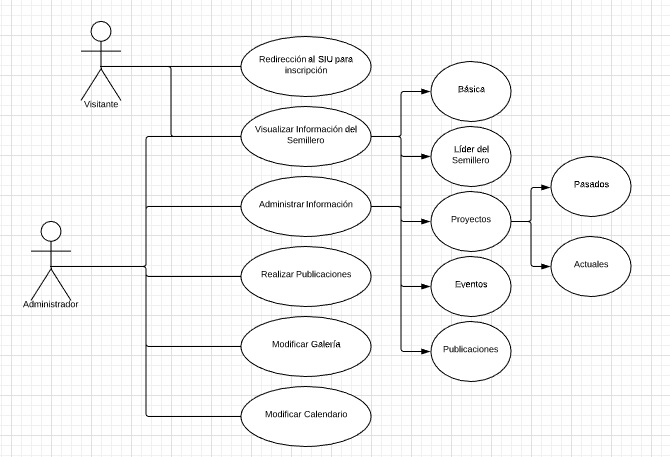 Visitante
Redirección al SIU para
inscripción
Visualizar Información del
Semillero
Administrar Información
Realizar Publicaciones
Modificar Galería
Modificar Calendario
Administrador
Básica
Líder del
Semillero
Proyectos
Eventos
Publicaciones
Pasados
Actuales